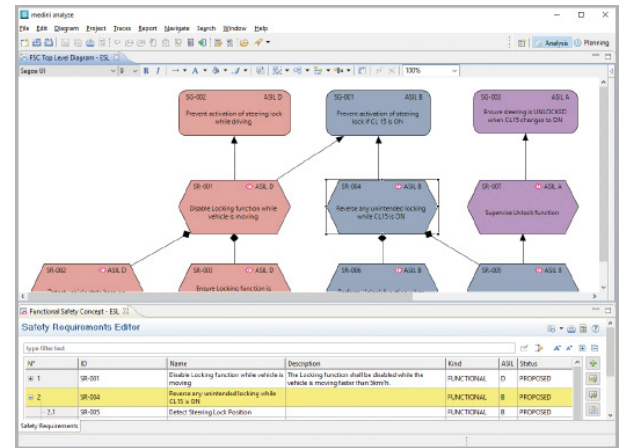 medini analyze
File Edit Diagram Project Traces Report Navigate Search Window Help
Analysis Planning
FSC Top Level Diagram - ESL
Segoe UI 9 B I A 100%
SG-002 ASIL D
Prevent activation of steering lock
while driving
SG-001 ASIL B
Prevent activation of steering
lock if CL 15 is ON
SG-003 ASIL A
Ensure steering is UNLOCKED
when CL15 changes to ON
SR-001 ASIL D
Disable Locking function while
vehicle is moving
SR-004 ASIL B
Reverse any unintended locking
while CL15 is ON
SR-007 ASIL A
Supervise Unlock function
SR-002 ASIL D
SR-003 ASIL D
Ensure Locking function is
SR-006 ASIL B
SR-005 ASIL B
Functional Safety Concept - ESL
Safety Requirements Editor
type filter text
N° ID Name Description Kind ASIL Status
1 SR-001 Disable Locking function while vehicle is moving The Locking function shall be disabled while the vehicle is moving faster than 5km/h. FUNCTIONAL D PROPOSED
2 SR-004 Reverse any unintended locking while CL15 is ON FUNCTIONAL B PROPOSED
2.1 SR-005 Detect Steering Lock Position FUNCTIONAL B PROPOSED
Safety Requirements